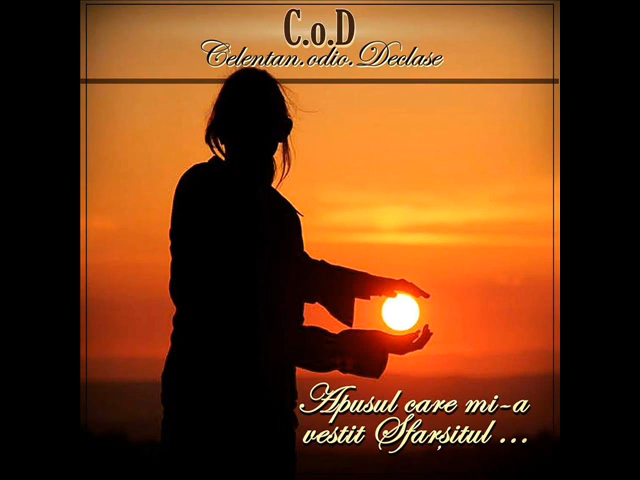 C.o.D
Celentan.odio.Declase
Apusul care mi-a
vestit Sfarșitul ...